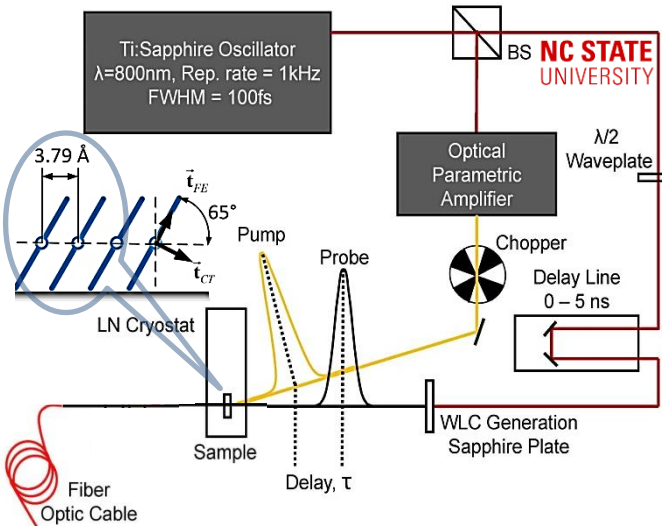 Ti:Sapphire Oscillator
λ=800nm, Rep. rate = 1kHz
FWHM = 100fs
BS
NC STATE
UNIVERSITY
λ/2
Waveplate
Optical
Parametric
Amplifier
3.79 Å
t⃗_FE
65°
t⃗_CT
Pump
Probe
Chopper
Delay Line
0 – 5 ns
LN Cryostat
WLC Generation
Sapphire Plate
Sample
Delay, τ
Fiber
Optic Cable